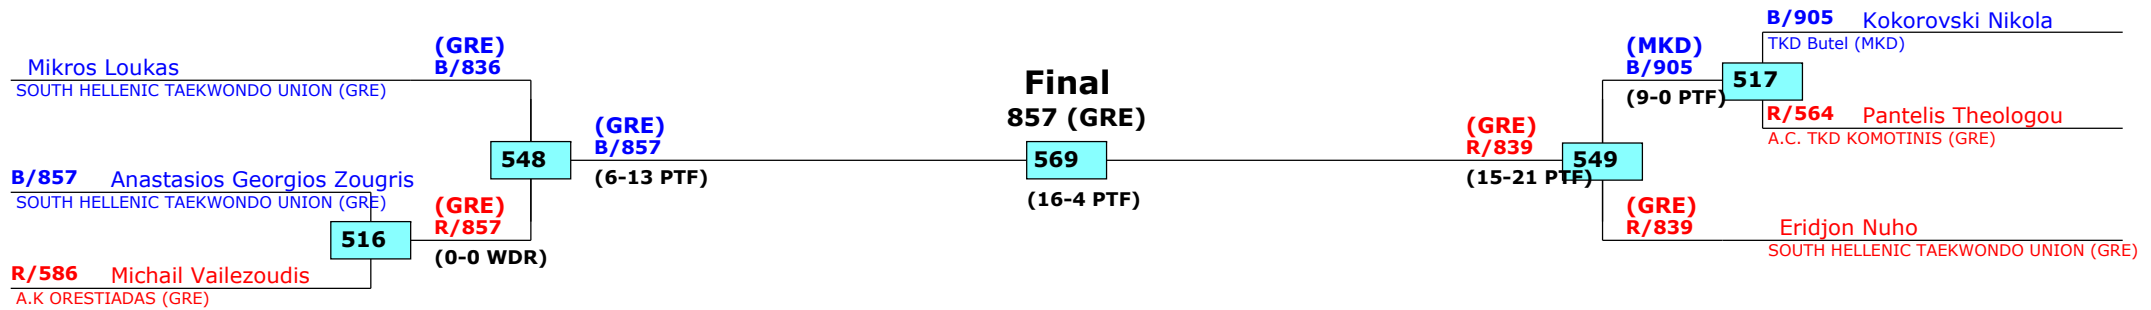 Mikros Loukas
SOUTH HELLENIC TAEKWONDO UNION (GRE)
(GRE)
B/836
B/857 Anastasios Georgios Zougris
SOUTH HELLENIC TAEKWONDO UNION (GRE)
516
R/586 Michail Vailezoudis
A.K ORESTIADAS (GRE)
(GRE)
R/857
(0-0 WDR)
548
(GRE)
B/857
(6-13 PTF)
Final
857 (GRE)
569
(16-4 PTF)
(GRE)
R/839
(15-21 PTF)
549
(MKD)
B/905
(9-0 PTF)
517
B/905 Kokorovski Nikola
TKD Butel (MKD)
R/564 Pantelis Theologou
A.C. TKD KOMOTINIS (GRE)
(GRE)
R/839
Eridjon Nuho
SOUTH HELLENIC TAEKWONDO UNION (GRE)